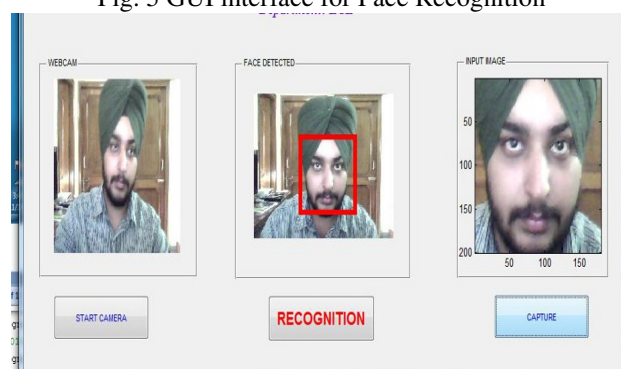 Fig. 5 GUI interface for Face Recognition
WEBCAM
FACE DETECTED
INPUT IMAGE
50
100
150
200
50 100 150
START CAMERA
RECOGNITION
CAPTURE